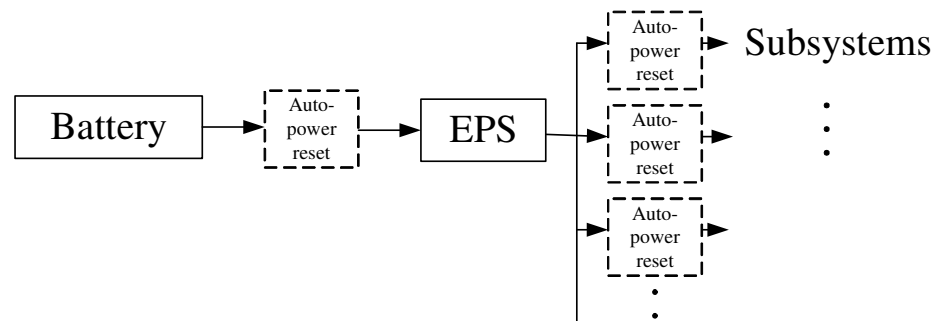 Battery
Auto-
power
reset
EPS
Auto-
power
reset
Subsystems
Auto-
power
reset
Auto-
power
reset